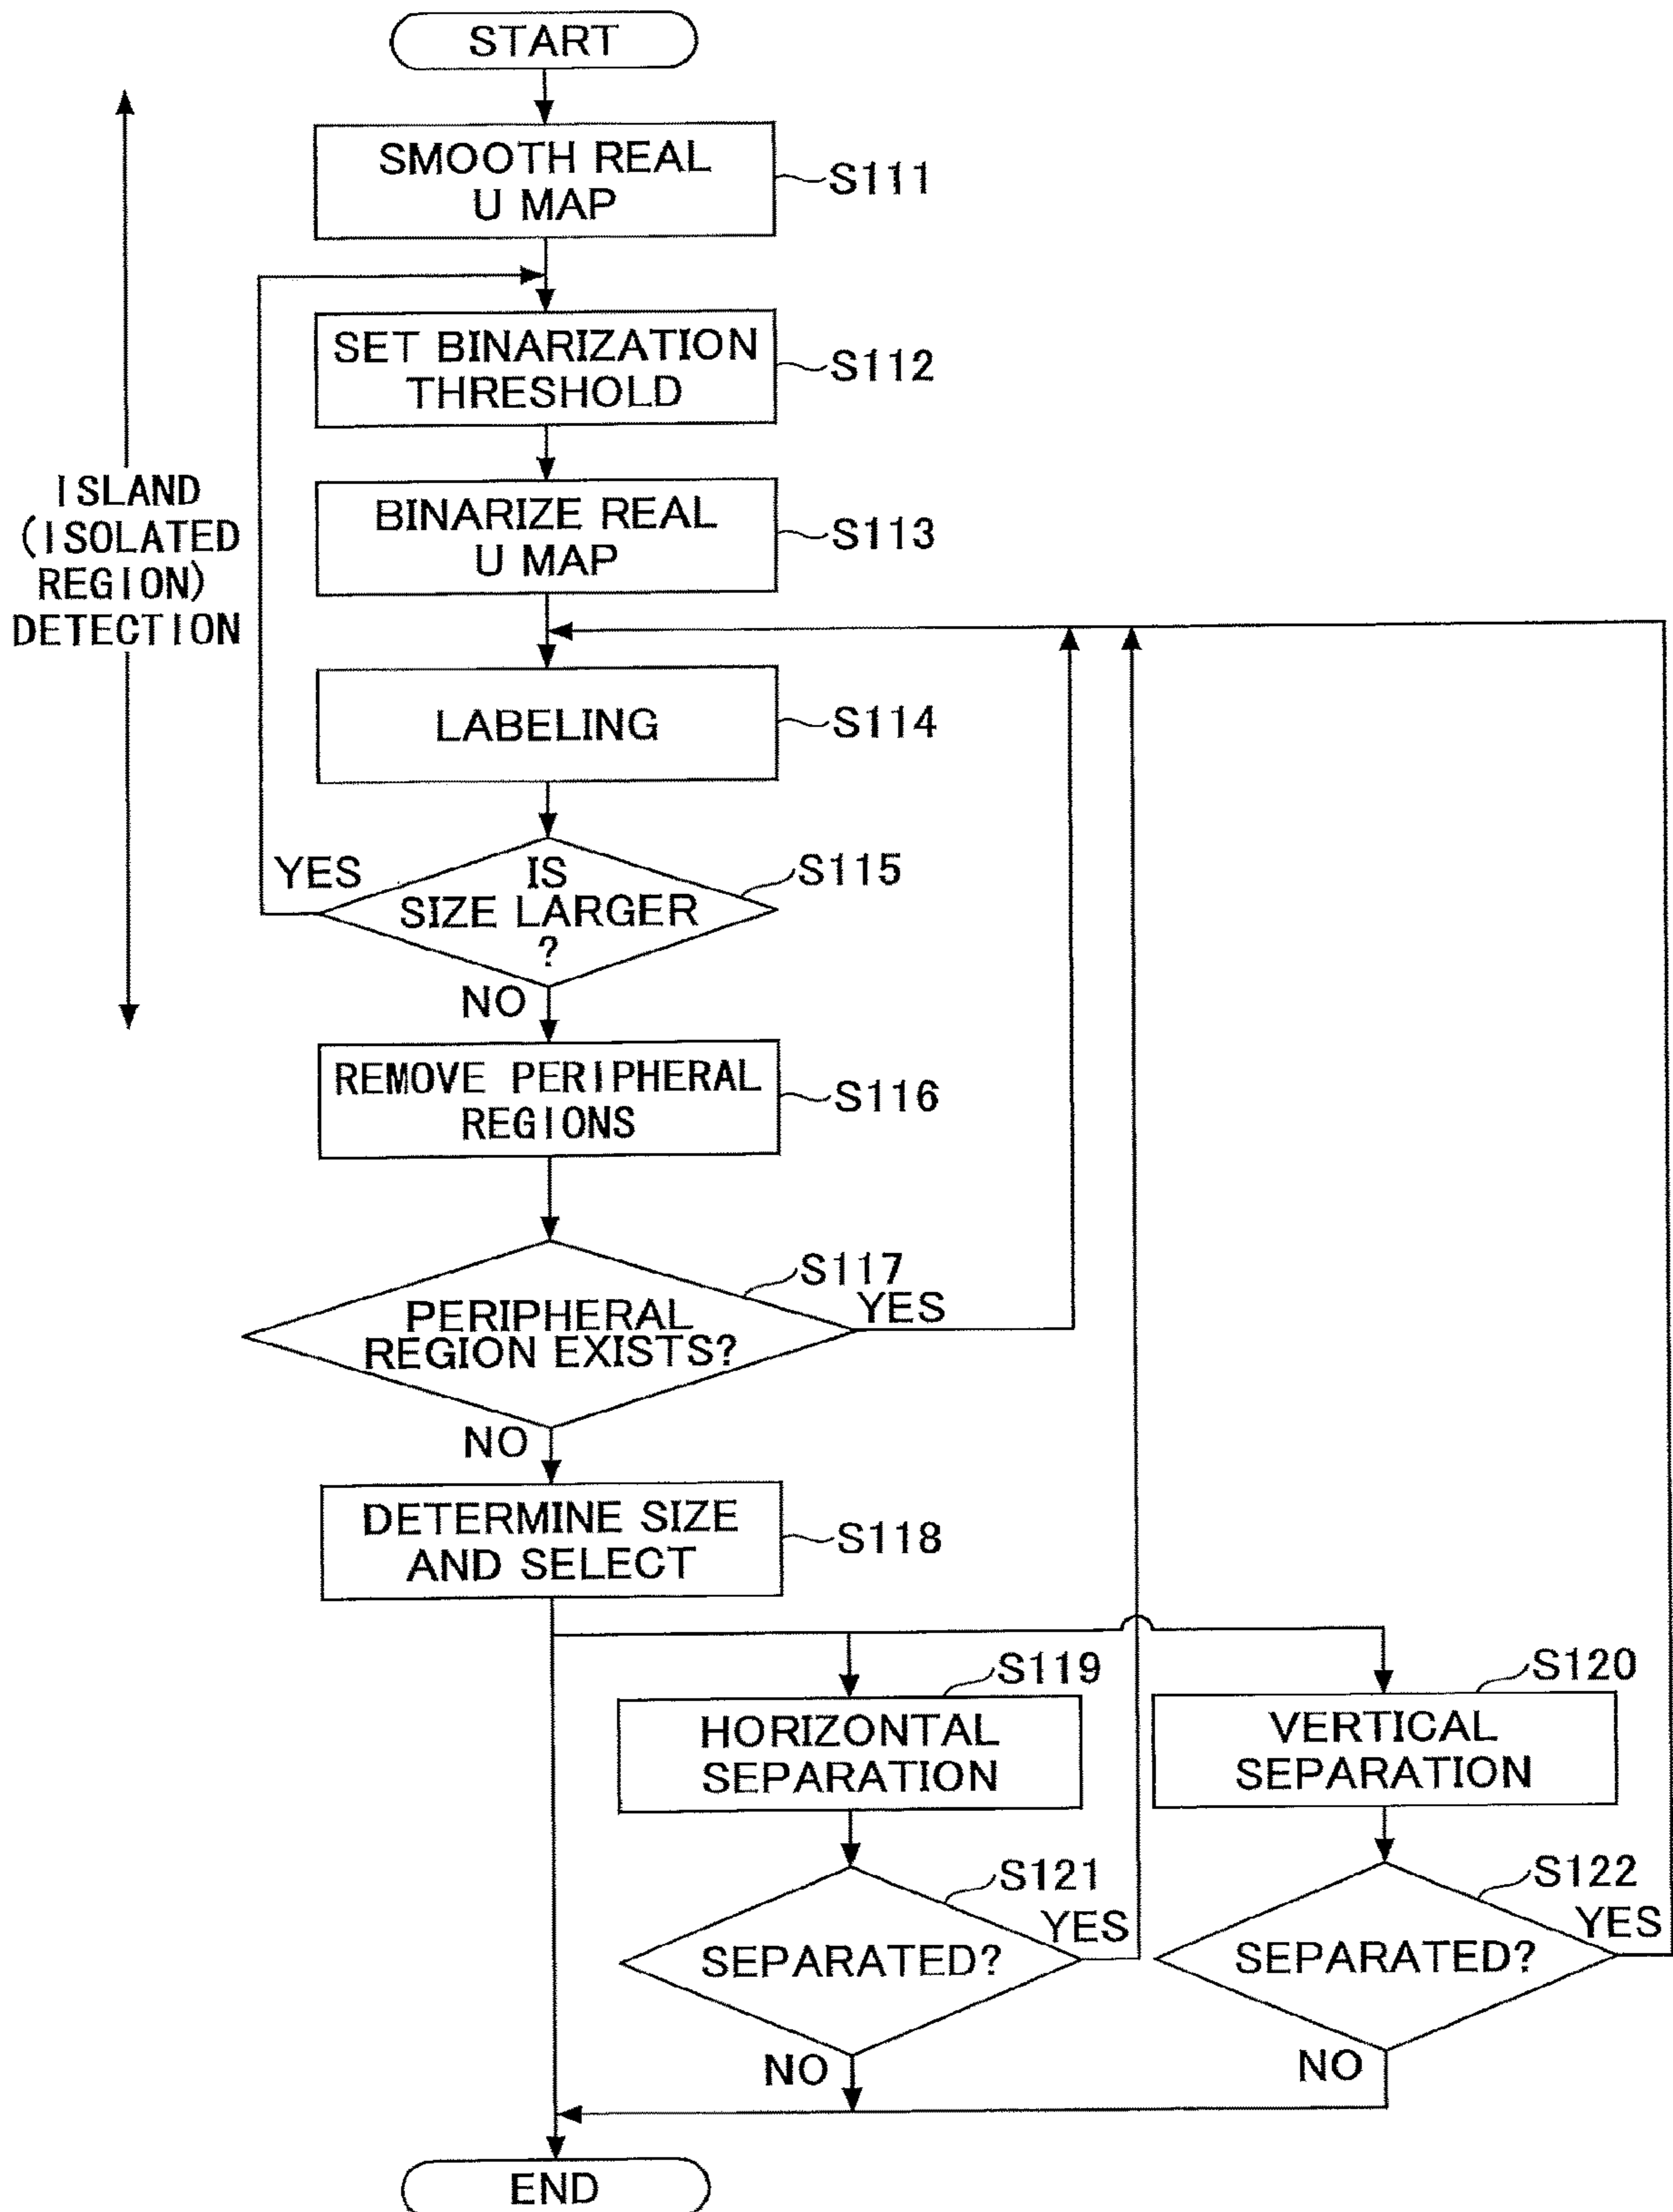 START
SMOOTH REAL
U MAP
S111
SET BINARIZATION
THRESHOLD
S112
BINARIZE REAL
U MAP
S113
ISLAND
(ISOLATED
REGION)
DETECTION
LABELING
S114
YES
IS
SIZE LARGER
?
S115
NO
REMOVE PERIPHERAL
REGIONS
S116
S117
PERIPHERAL
REGION EXISTS?
YES
NO
DETERMINE SIZE
AND SELECT
S118
S119
HORIZONTAL
SEPARATION
S120
VERTICAL
SEPARATION
S121
SEPARATED?
YES
S122
SEPARATED?
YES
NO
NO
END